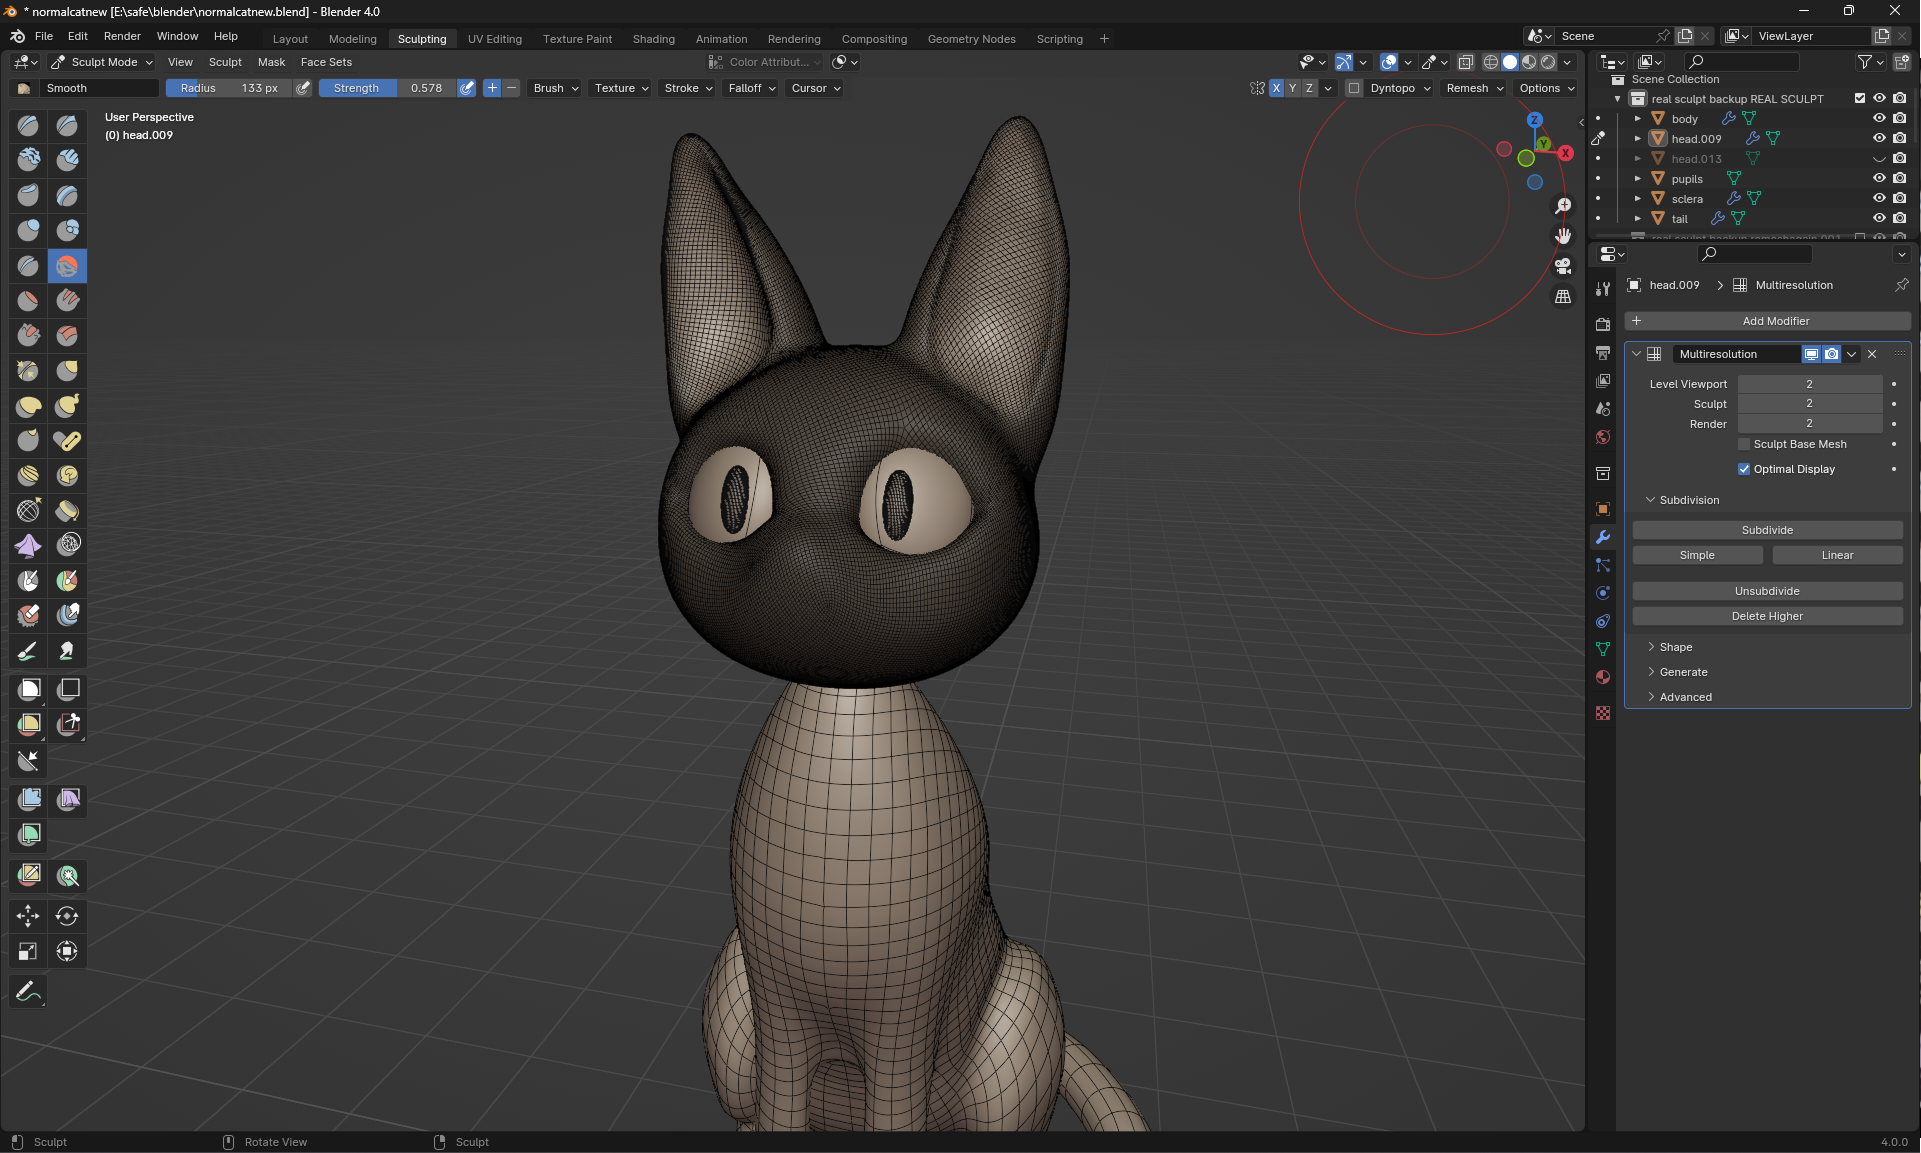 * normalcatnew [E:\safe\blender\normalcatnew.blend] - Blender 4.0
File Edit Render Window Help Layout Modeling Sculpting UV Editing Texture Paint Shading Animation Rendering Compositing Geometry Nodes Scripting + Scene ViewLayer
Sculpt Mode View Sculpt Mask Face Sets Color Attribut...
Smooth Radius 133 px Strength 0.578 Brush Texture Stroke Falloff Cursor X Y Z Dyntopo Remesh Options
User Perspective
(0) head.009
Z
Y
X
Scene Collection
real sculpt backup REAL SCULPT
body
head.009
head.013
pupils
sclera
tail
head.009 > Multiresolution
+ Add Modifier
Multiresolution
Level Viewport 2
Sculpt 2
Render 2
Sculpt Base Mesh
Optimal Display
Subdivision
Subdivide
Simple Linear
Unsubdivide
Delete Higher
Shape
Generate
Advanced
Sculpt Rotate View Sculpt 4.0.0